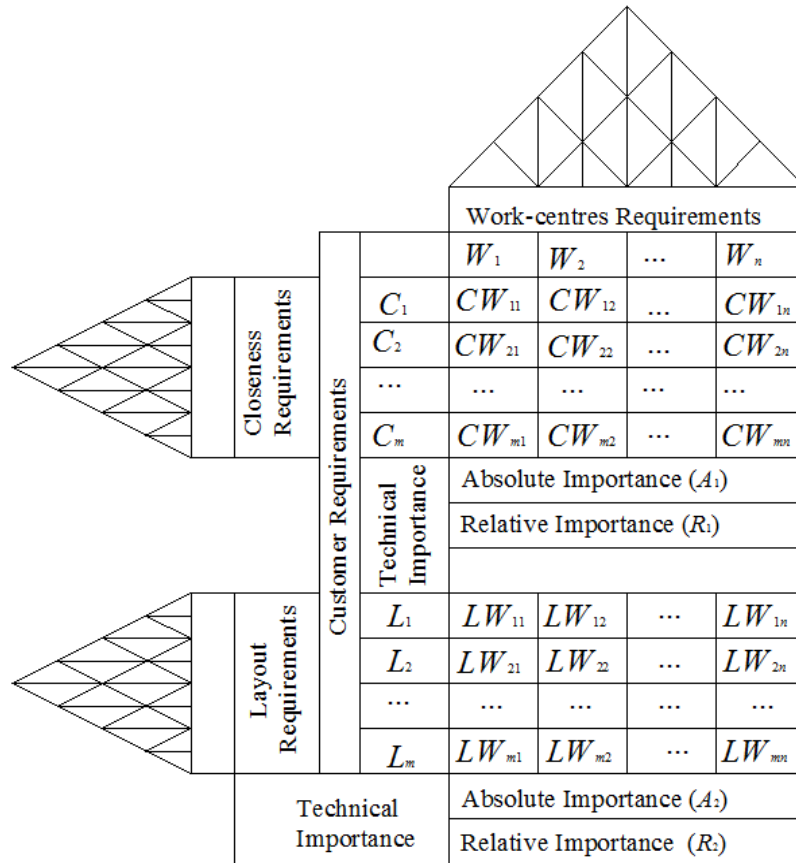 Work-centres Requirements
W₁ W₂ ... Wₙ
C₁ CW₁₁ CW₁₂ ... CW₁ₙ
C₂ CW₂₁ CW₂₂ ... CW₂ₙ
... ... ... ... ...
Cₘ CWₘ₁ CWₘ₂ ... CWₘₙ
Closeness
Requirements
Customer Requirements
Technical
Importance
Absolute Importance (A₁)
Relative Importance (R₁)
Layout
Requirements
L₁ LW₁₁ LW₁₂ ... LW₁ₙ
L₂ LW₂₁ LW₂₂ ... LW₂ₙ
... ... ... ... ...
Lₘ LWₘ₁ LWₘ₂ ... LWₘₙ
Technical
Importance
Absolute Importance (A₂)
Relative Importance (R₂)